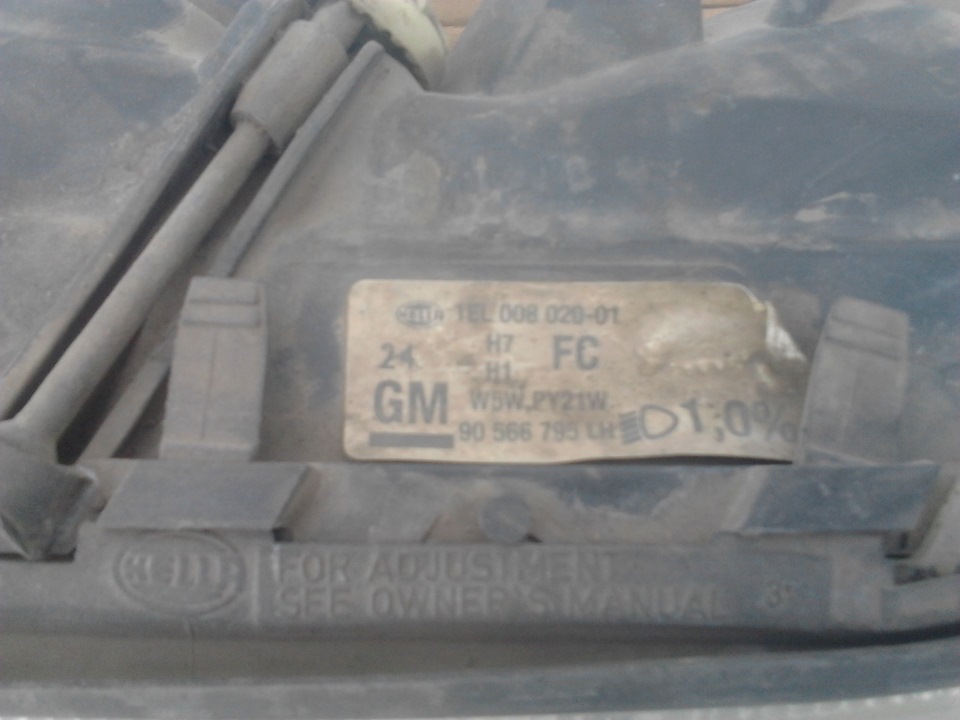 HELLA 1EL 008 020-01
24 H7 FC
H1
GM W5W PY21W
90 566 795 LH 1,0%
HELLA FOR ADJUSTMENT
SEE OWNER'S MANUAL